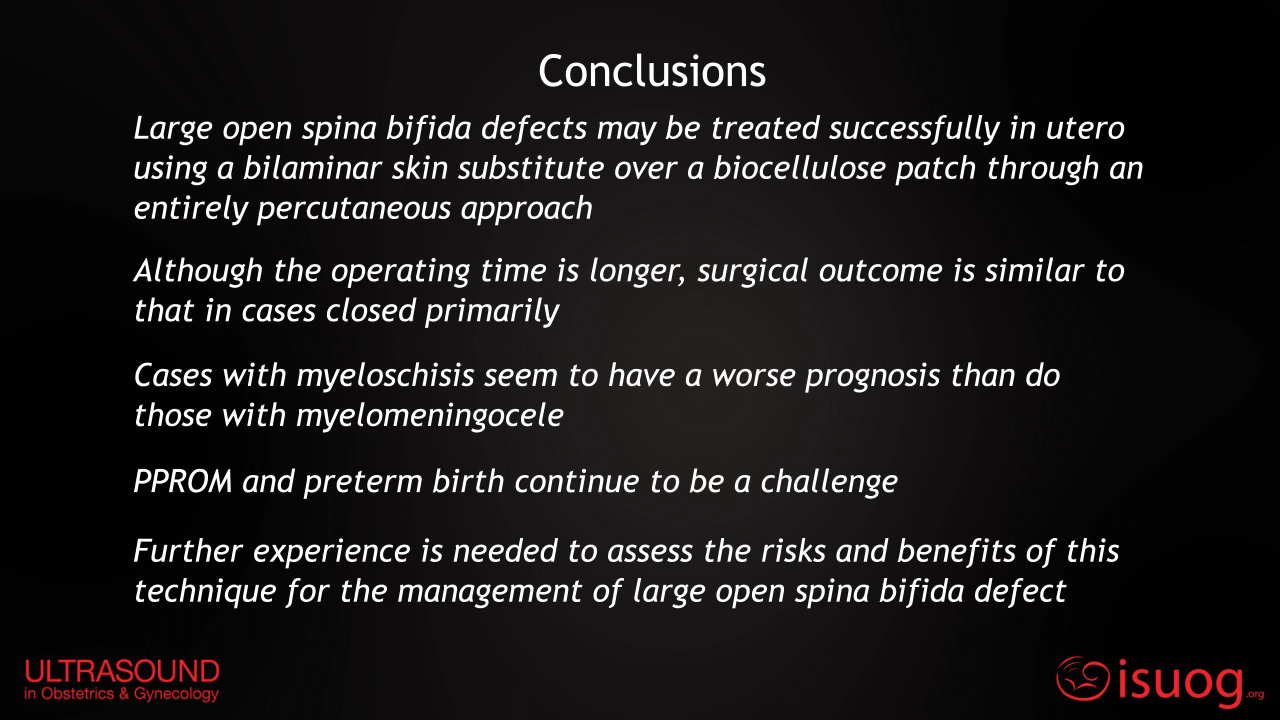 Conclusions
Large open spina bifida defects may be treated successfully in utero
using a bilaminar skin substitute over a biocellulose patch through an
entirely percutaneous approach
Although the operating time is longer, surgical outcome is similar to
that in cases closed primarily
Cases with myeloschisis seem to have a worse prognosis than do
those with myelomeningocele
PPROM and preterm birth continue to be a challenge
Further experience is needed to assess the risks and benefits of this
technique for the management of large open spina bifida defect
ULTRASOUND
in Obstetrics & Gynecology
isuog.org